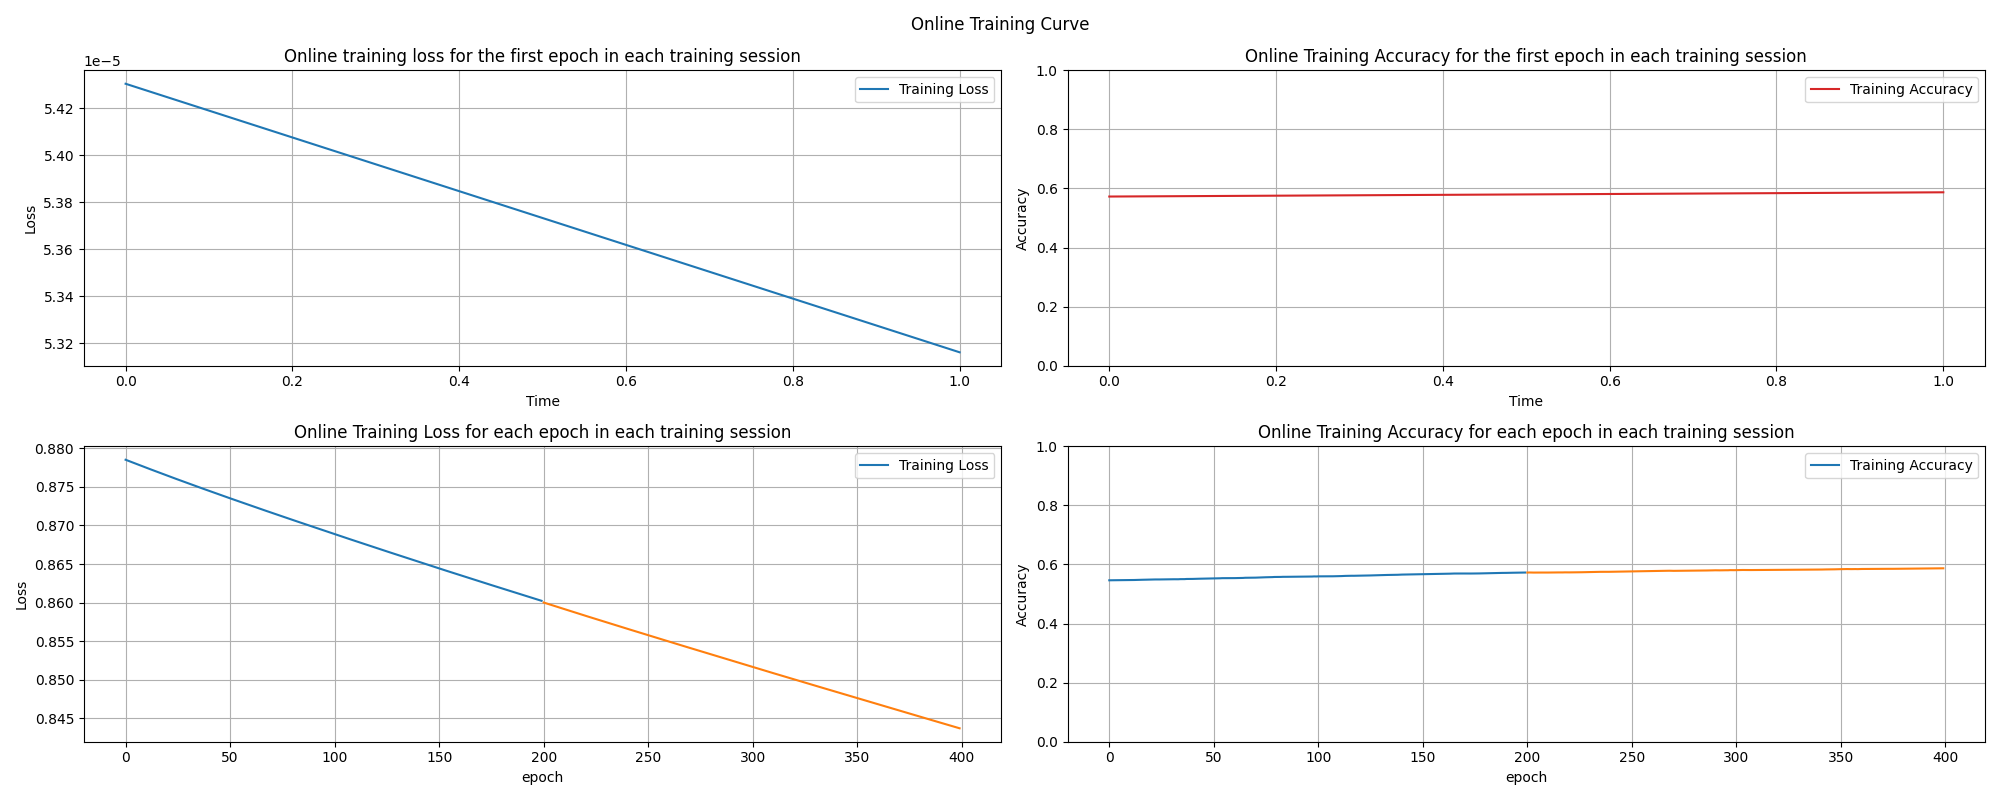 Online Training Curve
Online training loss for the first epoch in each training session
1e−5
Training Loss
5.42
5.40
5.38
5.36
5.34
5.32
Loss
0.0 0.2 0.4 0.6 0.8 1.0
Time
Online Training Accuracy for the first epoch in each training session
Training Accuracy
1.0
0.8
0.6
0.4
0.2
0.0
Accuracy
0.0 0.2 0.4 0.6 0.8 1.0
Time
Online Training Loss for each epoch in each training session
Training Loss
0.880
0.875
0.870
0.865
0.860
0.855
0.850
0.845
Loss
0 50 100 150 200 250 300 350 400
epoch
Online Training Accuracy for each epoch in each training session
Training Accuracy
1.0
0.8
0.6
0.4
0.2
0.0
Accuracy
0 50 100 150 200 250 300 350 400
epoch